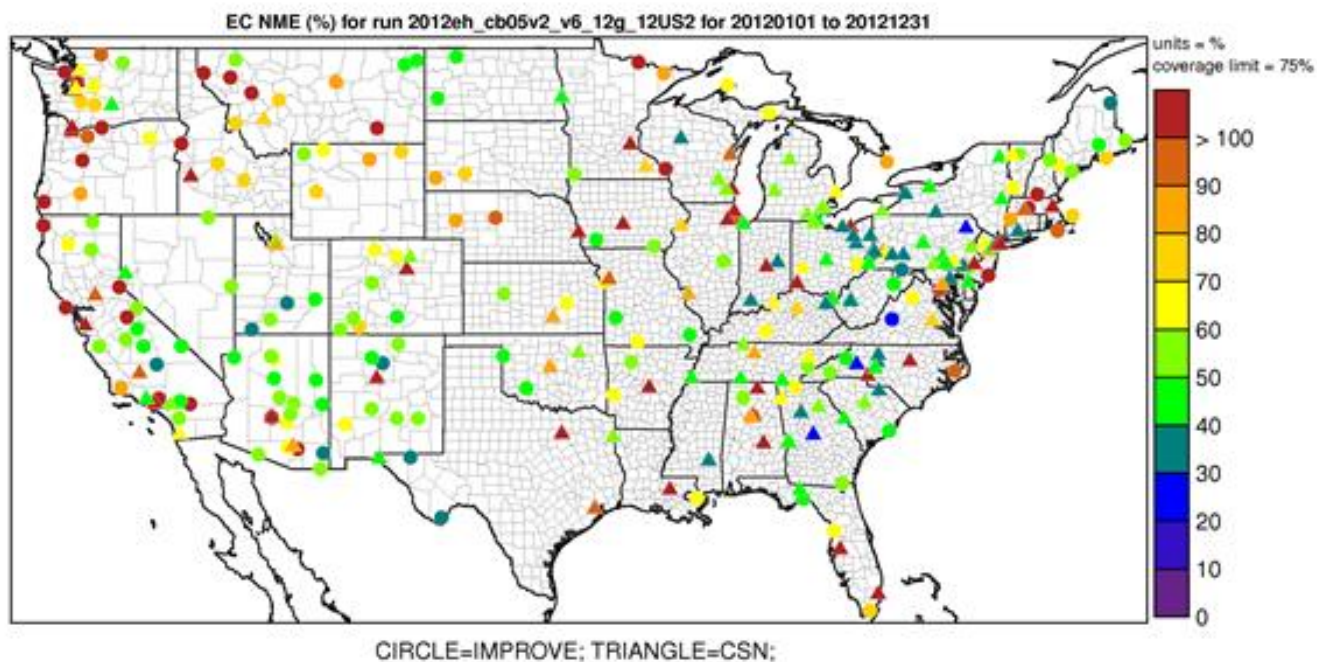 EC NME (%) for run 2012eh_cb05v2_v6_12g_12US2 for 20120101 to 20121231
units = %
coverage limit = 75%
> 100
90
80
70
60
50
40
30
20
10
0
CIRCLE=IMPROVE; TRIANGLE=CSN;